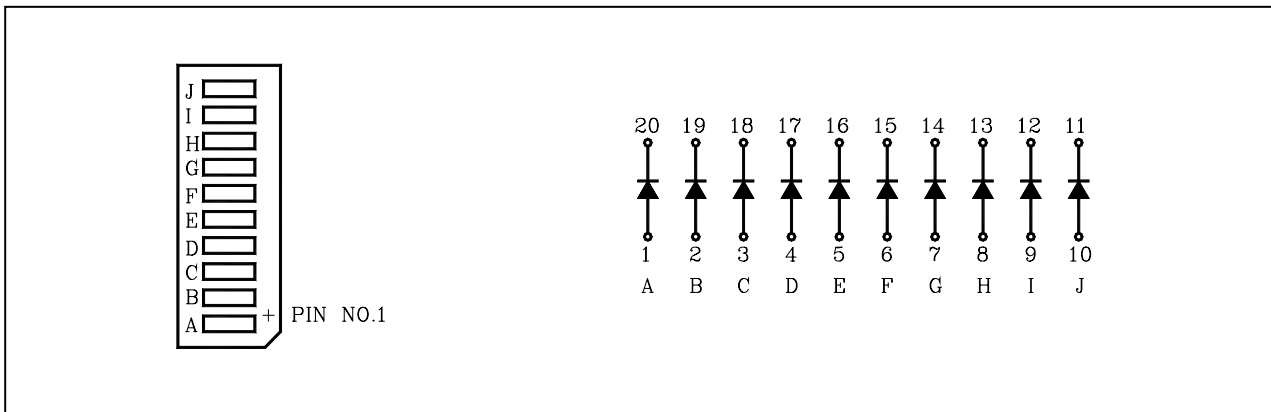 J
I
H
G
F
E
D
C
B
A + PIN NO.1
20 19 18 17 16 15 14 13 12 11
1 2 3 4 5 6 7 8 9 10
A B C D E F G H I J